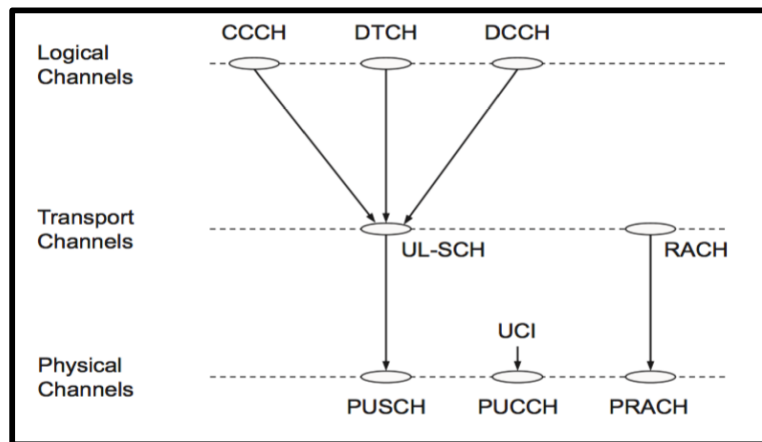 CCCH DTCH DCCH
Logical
Channels
Transport
Channels
UL-SCH RACH
UCI
Physical
Channels
PUSCH PUCCH PRACH